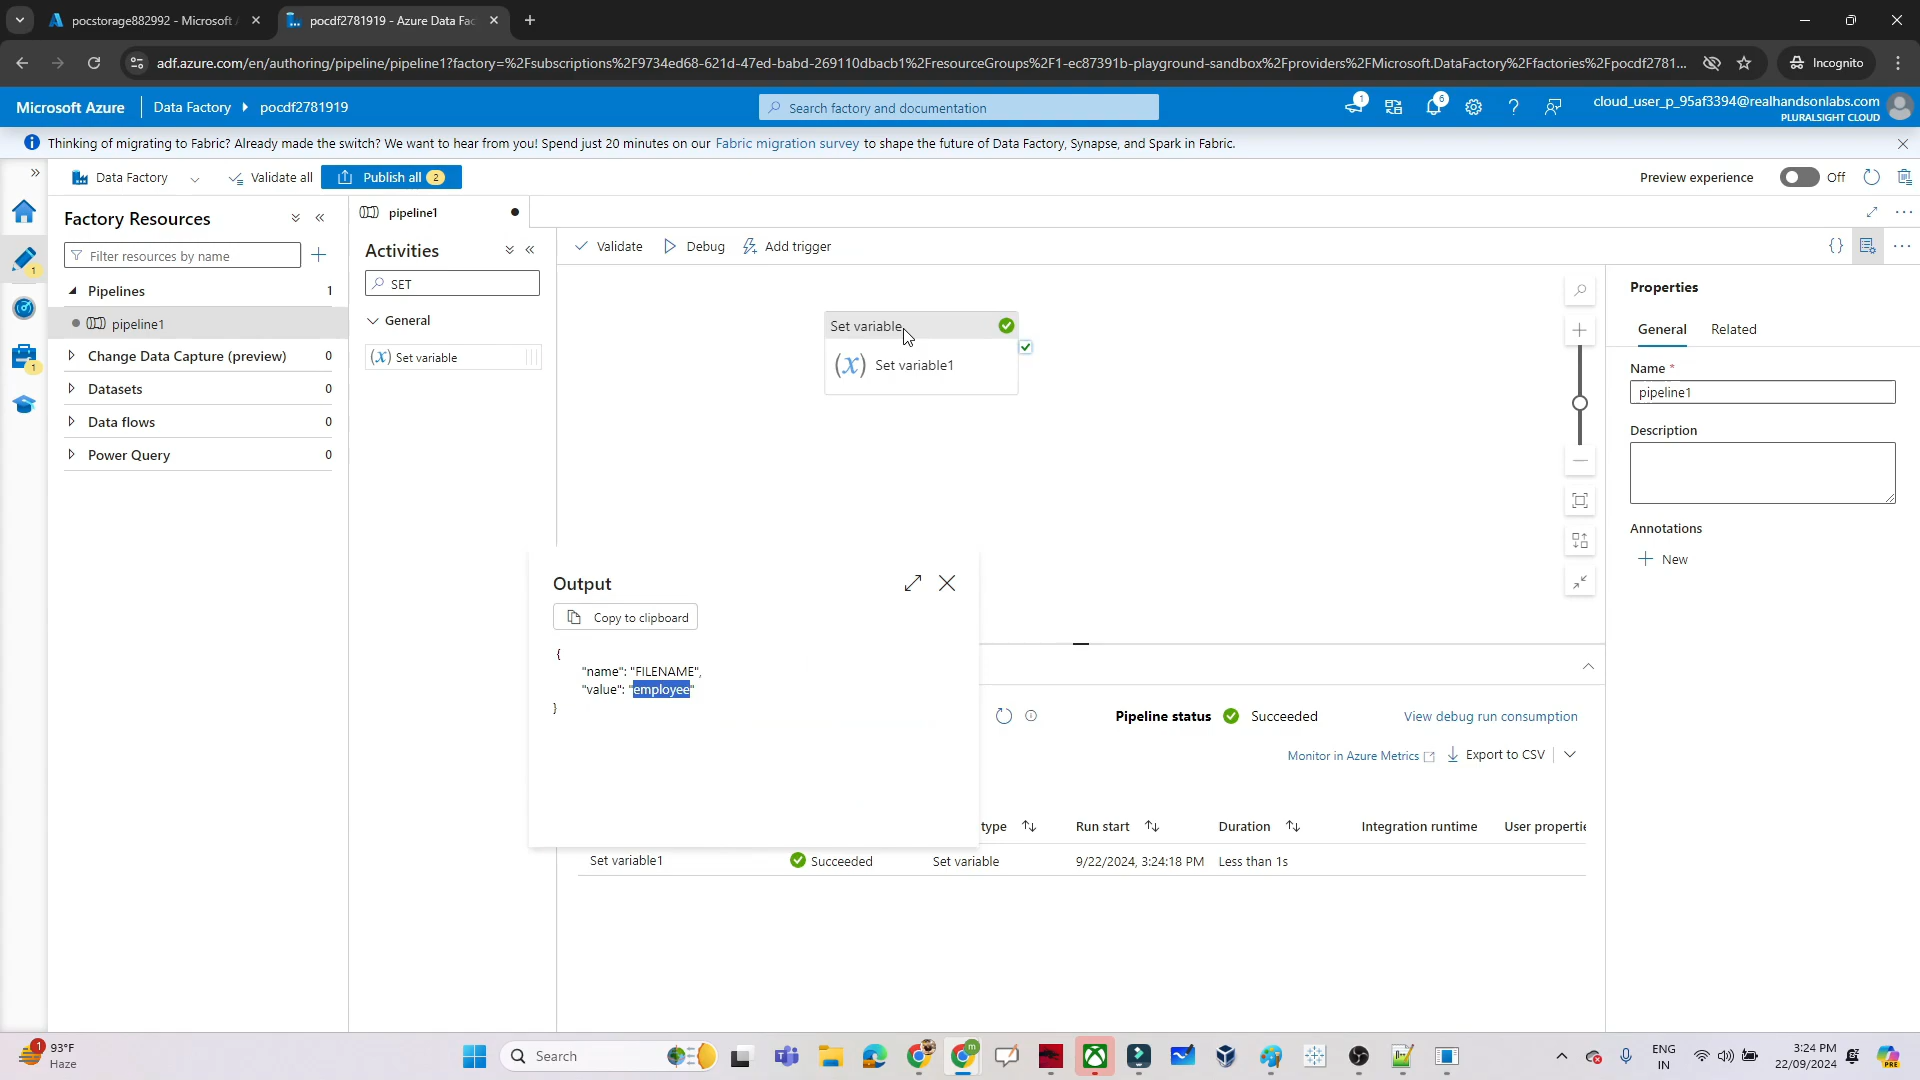 pocstorage882992 - Microsoft A
pocdf2781919 - Azure Data Fac
adf.azure.com/en/authoring/pipeline/pipeline1?factory=%2Fsubscriptions%2F9734ed68-621d-47ed-babd-269110dbacb1%2FresourceGroups%2F1-ec87391b-playground-sandbox%2Fproviders%2FMicrosoft.DataFactory%2Ffactories%2Fpocdf2781...
Incognito
Microsoft Azure
Data Factory
pocdf2781919
Search factory and documentation
1
6
cloud_user_p_95af3394@realhandsonlabs.com
PLURALSIGHT CLOUD
Thinking of migrating to Fabric? Already made the switch? We want to hear from you! Spend just 20 minutes on our Fabric migration survey to shape the future of Data Factory, Synapse, and Spark in Fabric.
Data Factory
Validate all
Publish all 2
Preview experience
Off
Factory Resources
Filter resources by name
Pipelines 1
pipeline1
Change Data Capture (preview) 0
Datasets 0
Data flows 0
Power Query 0
1
1
pipeline1
Activities
SET
General
(x) Set variable
Validate
Debug
Add trigger
{}
Set variable
(x) Set variable1
Properties
General
Related
Name *
pipeline1
Description
Annotations
New
Output
Copy to clipboard
{
"name": "FILENAME",
"value": "employee"
}
Pipeline status Succeeded
View debug run consumption
Monitor in Azure Metrics
Export to CSV
type
Run start
Duration
Integration runtime
User propertie
Set variable1
Succeeded
Set variable
9/22/2024, 3:24:18 PM
Less than 1s
1
93°F
Haze
Search
m
ENG
IN
3:24 PM
22/09/2024
PRE